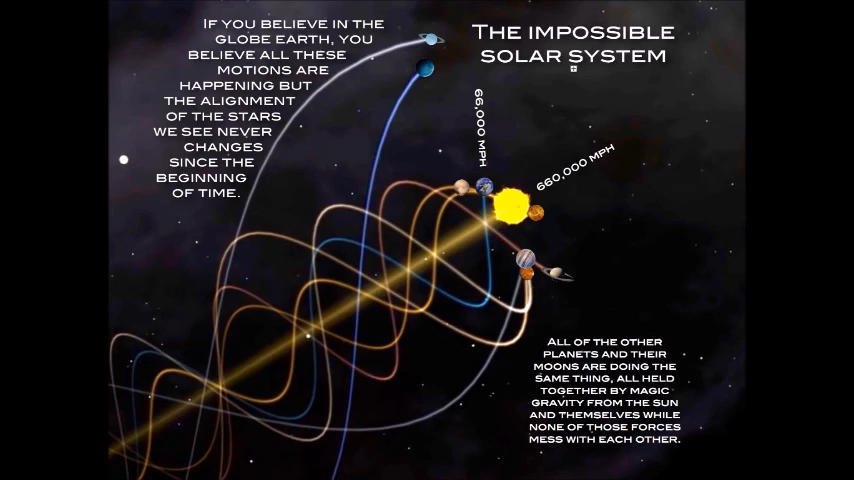 If you believe in the
globe earth, you
believe all these
motions are
happening but
the alignment
of the stars
we see never
changes
since the
beginning
of time.
The impossible
solar system
66,000 mph
660,000 mph
All of the other
planets and their
moons are doing the
same thing, all held
together by magic
gravity from the sun
and themselves while
none of those forces
mess with each other.